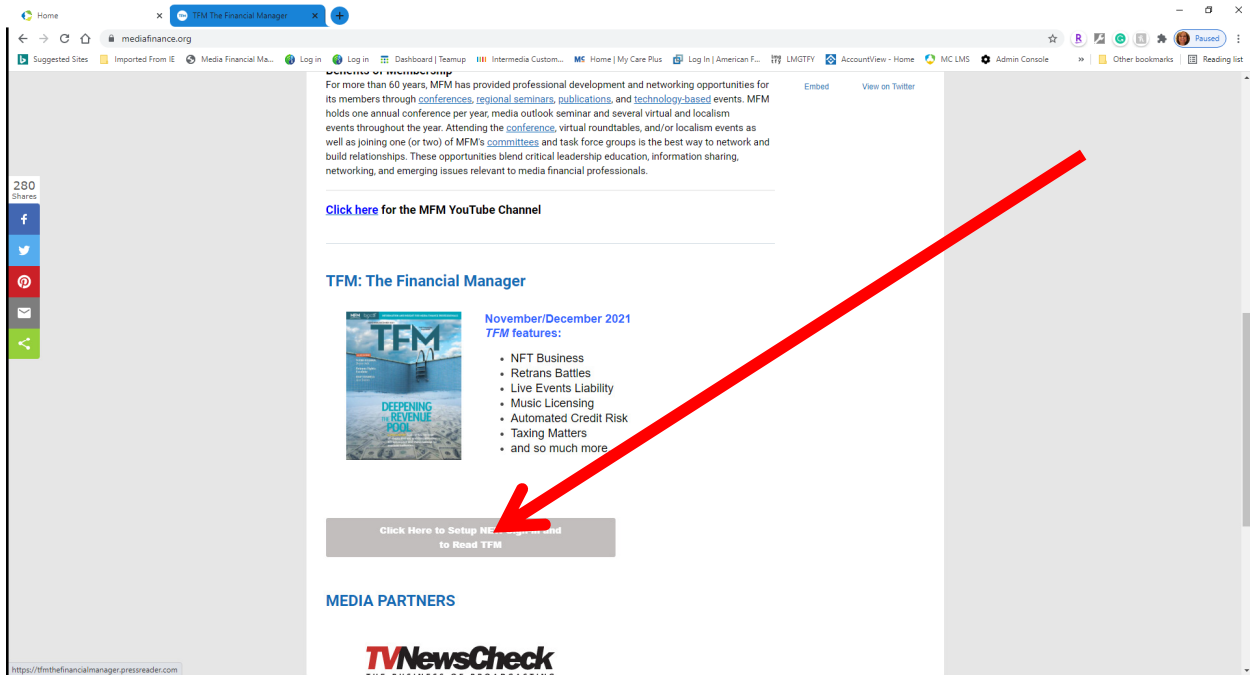 Home
TFM The Financial Manager
mediafinance.org
Paused
Suggested Sites
Imported From IE
Media Financial Ma...
Log in
Log in
Dashboard | Teamup
Intermedia Custom...
Home | My Care Plus
Log In | American F...
LMGTFY
AccountView - Home
MC LMS
Admin Console
»
Other bookmarks
Reading list
Benefits of Membership
For more than 60 years, MFM has provided professional development and networking opportunities for
its members through conferences, regional seminars, publications, and technology-based events. MFM
holds one annual conference per year, media outlook seminar and several virtual and localism
events throughout the year. Attending the conference, virtual roundtables, and/or localism events as
well as joining one (or two) of MFM's committees and task force groups is the best way to network and
build relationships. These opportunities blend critical leadership education, information sharing,
networking, and emerging issues relevant to media financial professionals.
Embed
View on Twitter
280
Shares
Click here for the MFM YouTube Channel
TFM: The Financial Manager
TFM
DEEPENING
THE REVENUE
POOL
November/December 2021
TFM features:
• NFT Business
• Retrans Battles
• Live Events Liability
• Music Licensing
• Automated Credit Risk
• Taxing Matters
• and so much more
Click Here to Setup and
to Read TFM
MEDIA PARTNERS
TVNewsCheck
THE BUSINESS OF BROADCASTING
https://tfmthefinancialmanager.pressreader.com